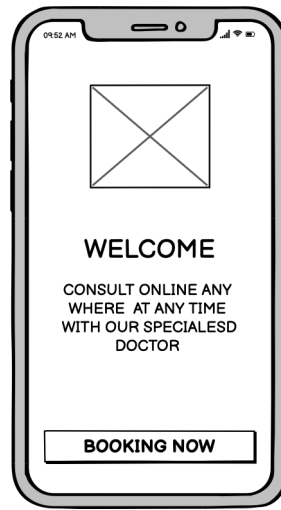 09:52 AM
WELCOME
CONSULT ONLINE ANY
WHERE AT ANY TIME
WITH OUR SPECIALESD
DOCTOR
BOOKING NOW